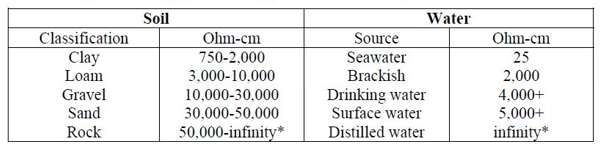 Soil Water
Classification Ohm-cm Source Ohm-cm
Clay 750-2,000 Seawater 25
Loam 3,000-10,000 Brackish 2,000
Gravel 10,000-30,000 Drinking water 4,000+
Sand 30,000-50,000 Surface water 5,000+
Rock 50,000-infinity* Distilled water infinity*